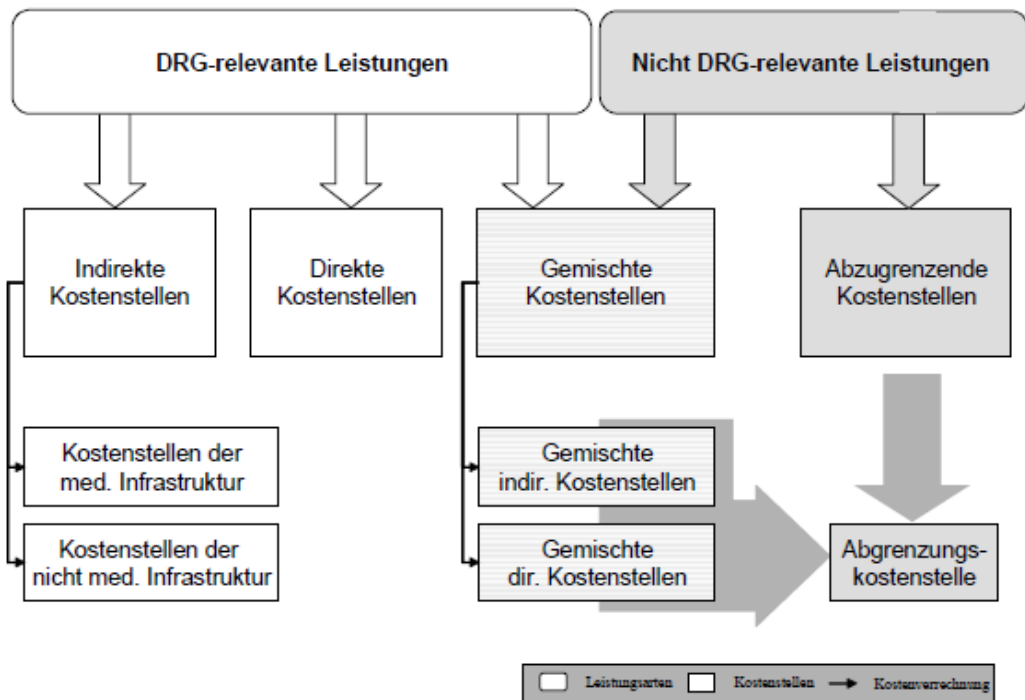 DRG-relevante Leistungen
Nicht DRG-relevante Leistungen
Indirekte
Kostenstellen
Direkte
Kostenstellen
Gemischte
Kostenstellen
Abzugrenzende
Kostenstellen
Kostenstellen der
med. Infrastruktur
Gemischte
indir. Kostenstellen
Kostenstellen der
nicht med. Infrastruktur
Gemischte
dir. Kostenstellen
Abgrenzungs-
kostenstelle
Leistungsarten
Kostenstellen
Kostenverrechnung